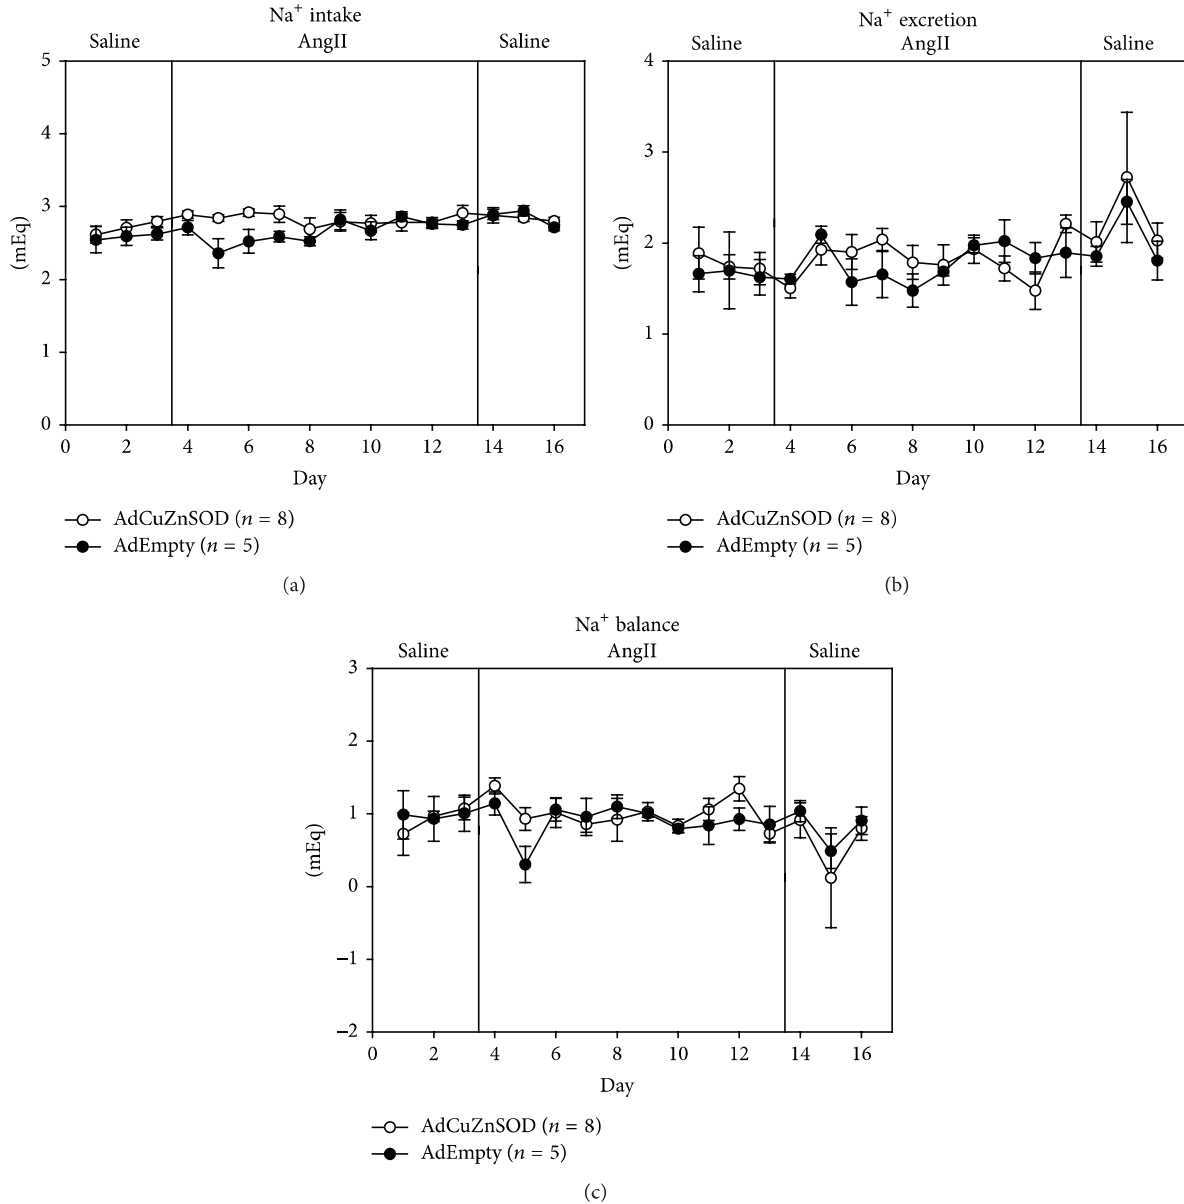 Na⁺ intake
Saline AngII Saline
5
4
3
2
1
0
(mEq)
0 2 4 6 8 10 12 14 16
Day
AdCuZnSOD (n = 8)
AdEmpty (n = 5)
(a)
Na⁺ excretion
Saline AngII Saline
4
3
2
1
0
(mEq)
0 2 4 6 8 10 12 14 16
Day
AdCuZnSOD (n = 8)
AdEmpty (n = 5)
(b)
Na⁺ balance
Saline AngII Saline
3
2
1
0
−1
−2
(mEq)
0 2 4 6 8 10 12 14 16
Day
AdCuZnSOD (n = 8)
AdEmpty (n = 5)
(c)